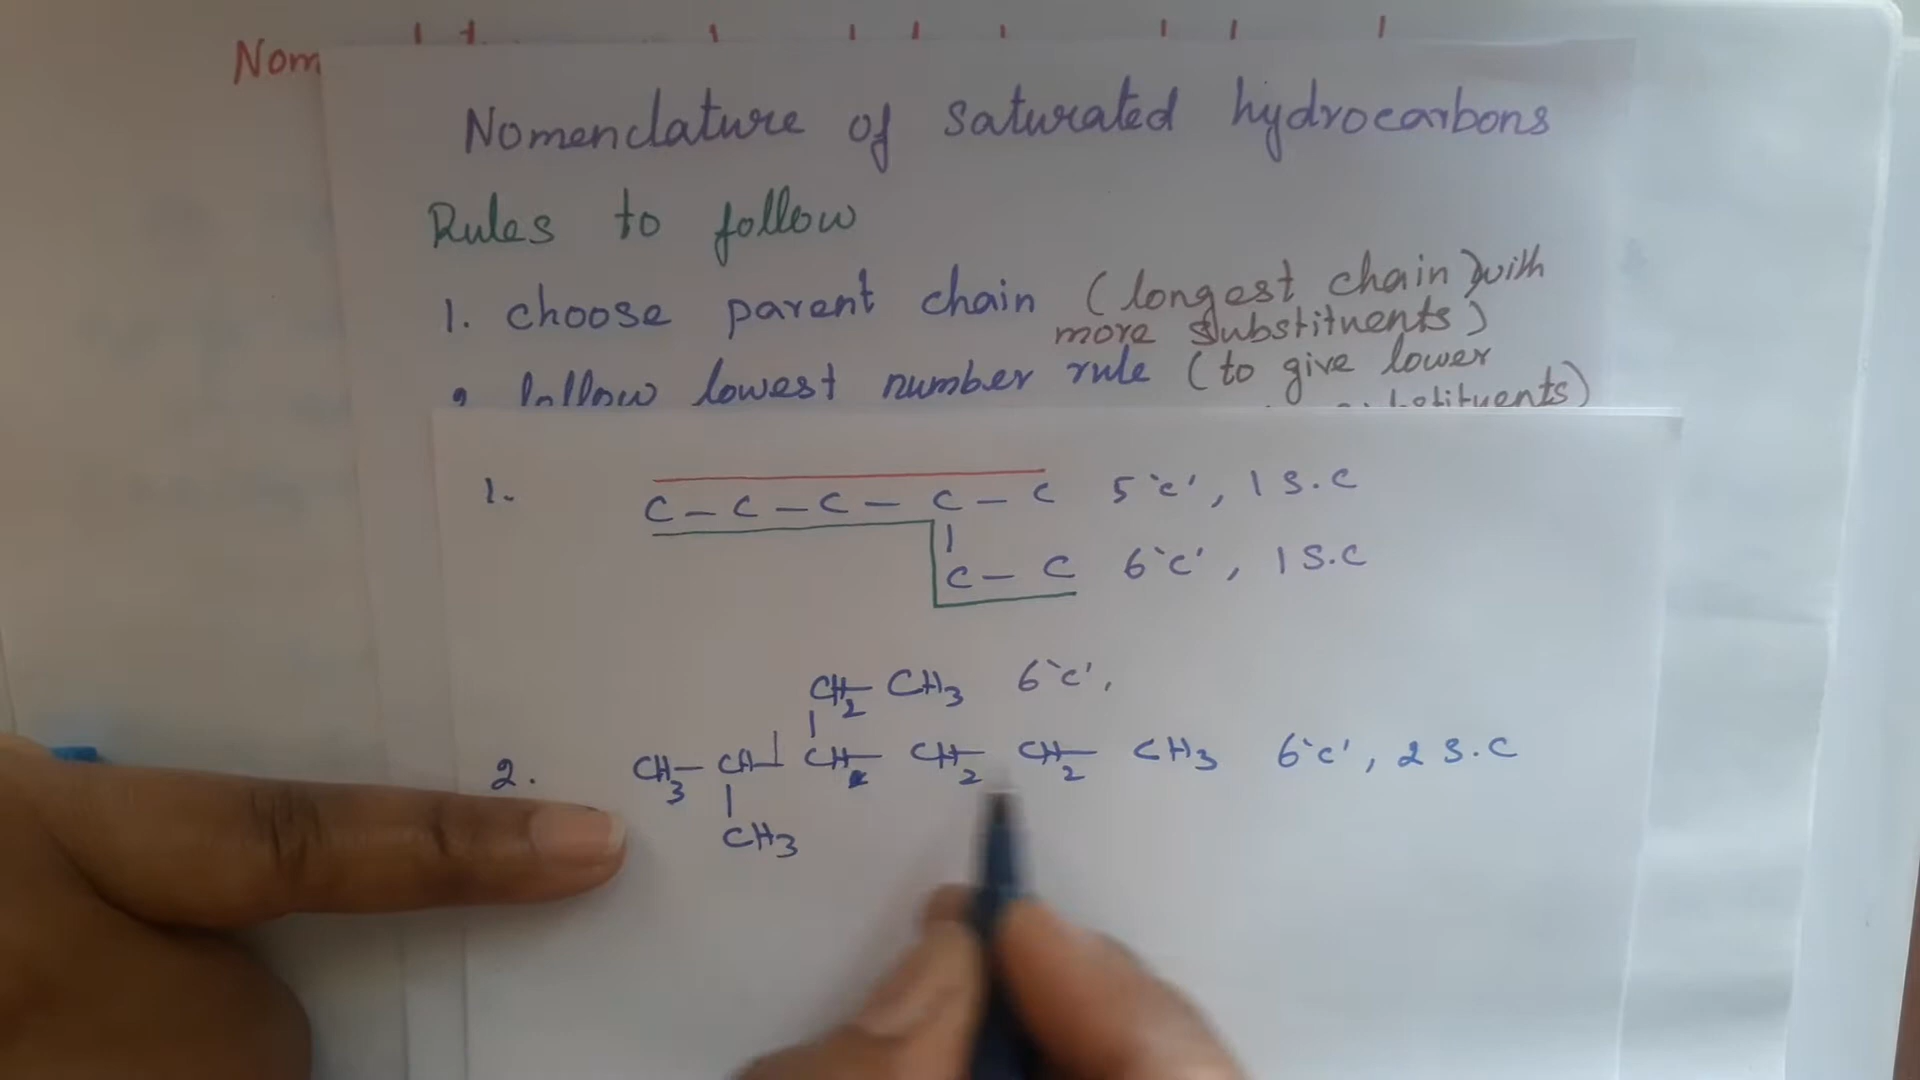 Nom
Nomenclature of saturated hydrocarbons
Rules to follow
1. choose parent chain (longest chain) with
more substituents)
follow lowest number rule (to give lower
substituents)
1. C – C – C – C – C 5 'c', 1 S.C
C – C 6 'c', 1 S.C
CH2 – CH3 6 'c',
2. CH3 – CH – CH – CH2 – CH2 – CH3 6 'c', 2 S.C
CH3